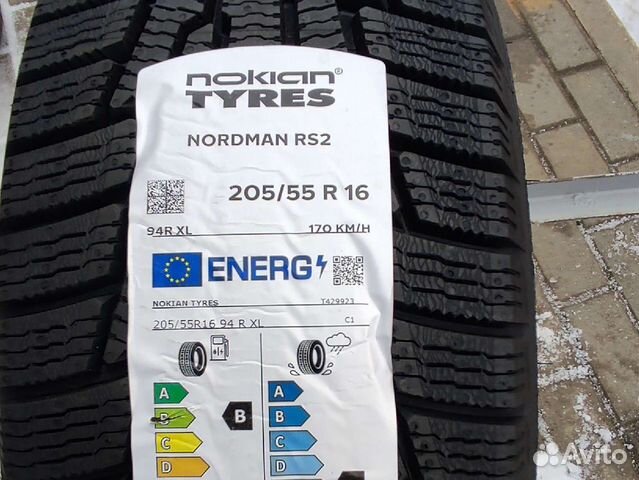 nokian®
TYRES
NORDMAN RS2
205/55 R 16
94R XL 170 KM/H
ENERG
NOKIAN TYRES T429923
205/55R16 94 R XL C1
A A
B B B
C C
D D
Avito